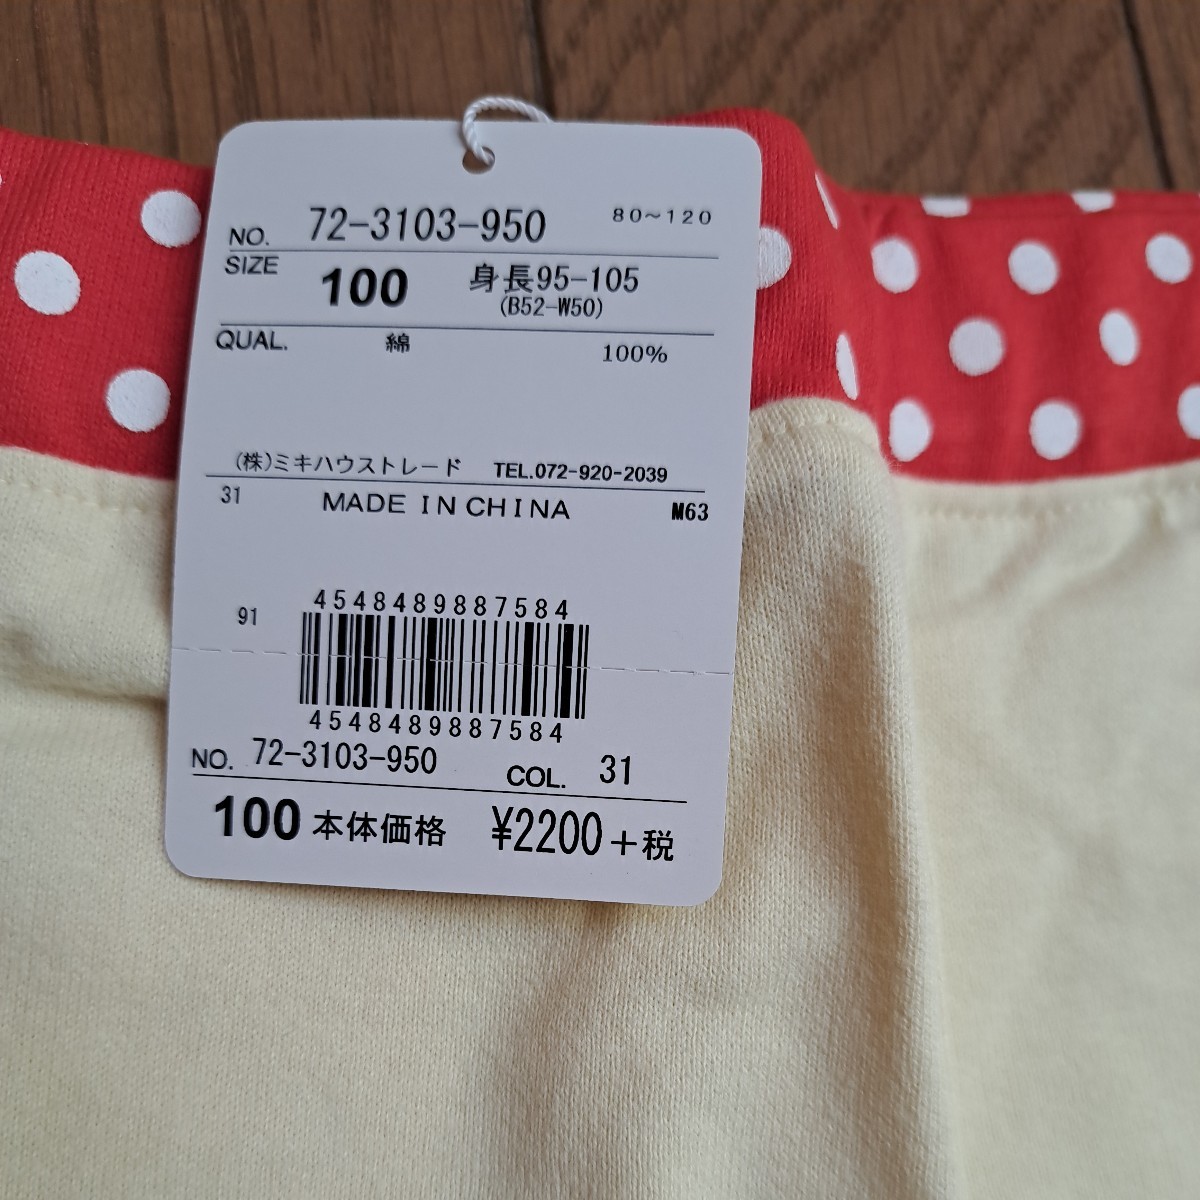 NO. 72-3103-950 80~120
SIZE 100 身長95-105
(B52-W50)
QUAL. 綿 100%
(株)ミキハウストレード TEL.072-920-2039
31 MADE IN CHINA M63
4548489887584
91
4548489887584
NO. 72-3103-950 COL. 31
100 本体価格 ¥2200+税